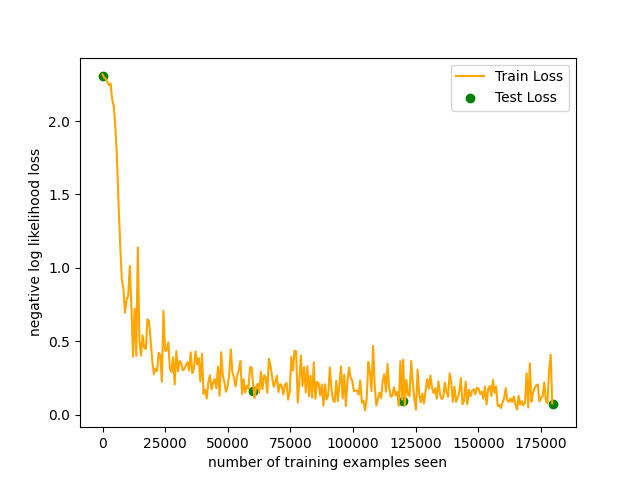 Train Loss
Test Loss
negative log likelihood loss
2.0
1.5
1.0
0.5
0.0
0 25000 50000 75000 100000 125000 150000 175000
number of training examples seen